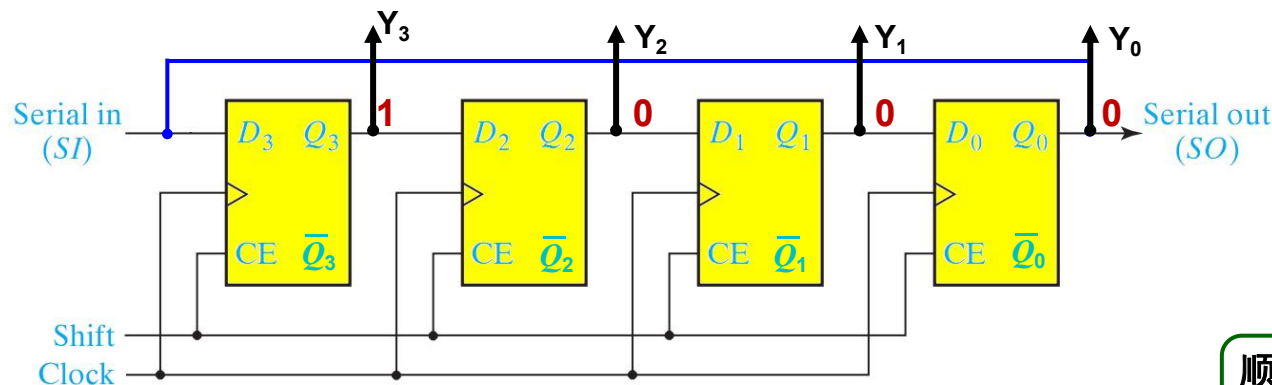 Y3 Y2 Y1 Y0
Serial in
(SI)
1 0 0 0
Serial out
(SO)
D3 Q3 D2 Q2 D1 Q1 D0 Q0
CE Q̅3 CE Q̅2 CE Q̅1 CE Q̅0
Shift
Clock
顺